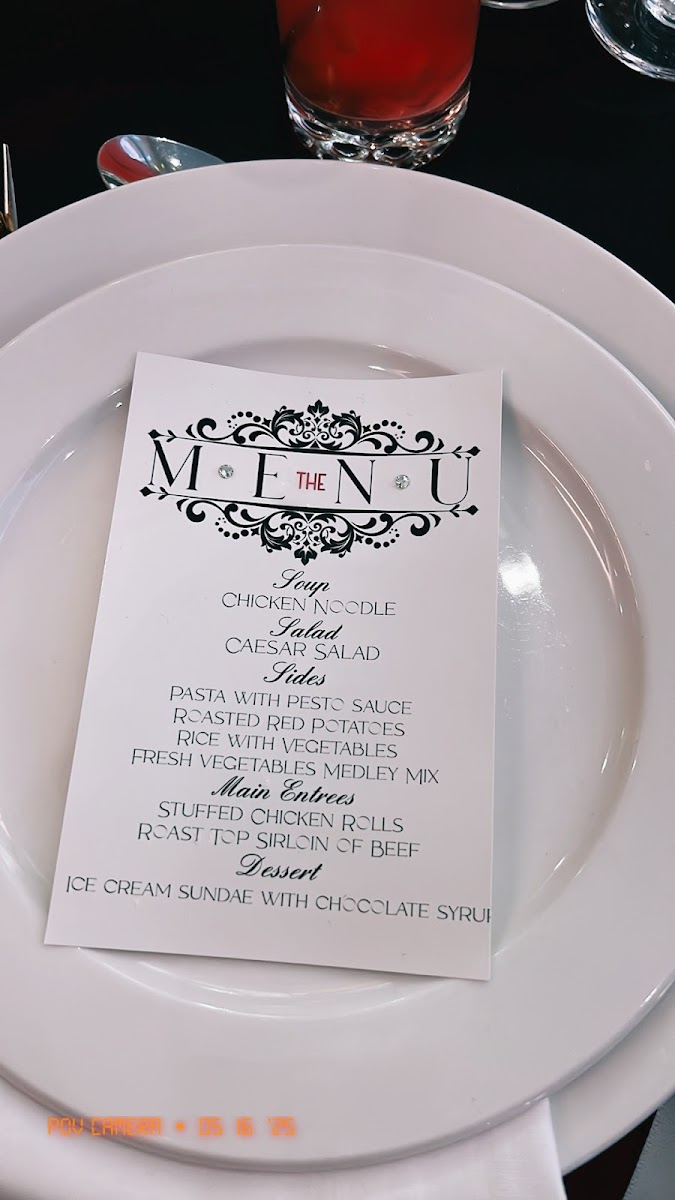 THE
M E N U
Soup
CHICKEN NOODLE
Salad
CAESAR SALAD
Sides
PASTA WITH PESTO SAUCE
ROASTED RED POTATOES
RICE WITH VEGETABLES
FRESH VEGETABLES MEDLEY MIX
Main Entrees
STUFFED CHICKEN ROLLS
ROAST TOP SIRLOIN OF BEEF
Dessert
ICE CREAM SUNDAE WITH CHOCOLATE SYRUP
POV CAMERA • 05 16 '25